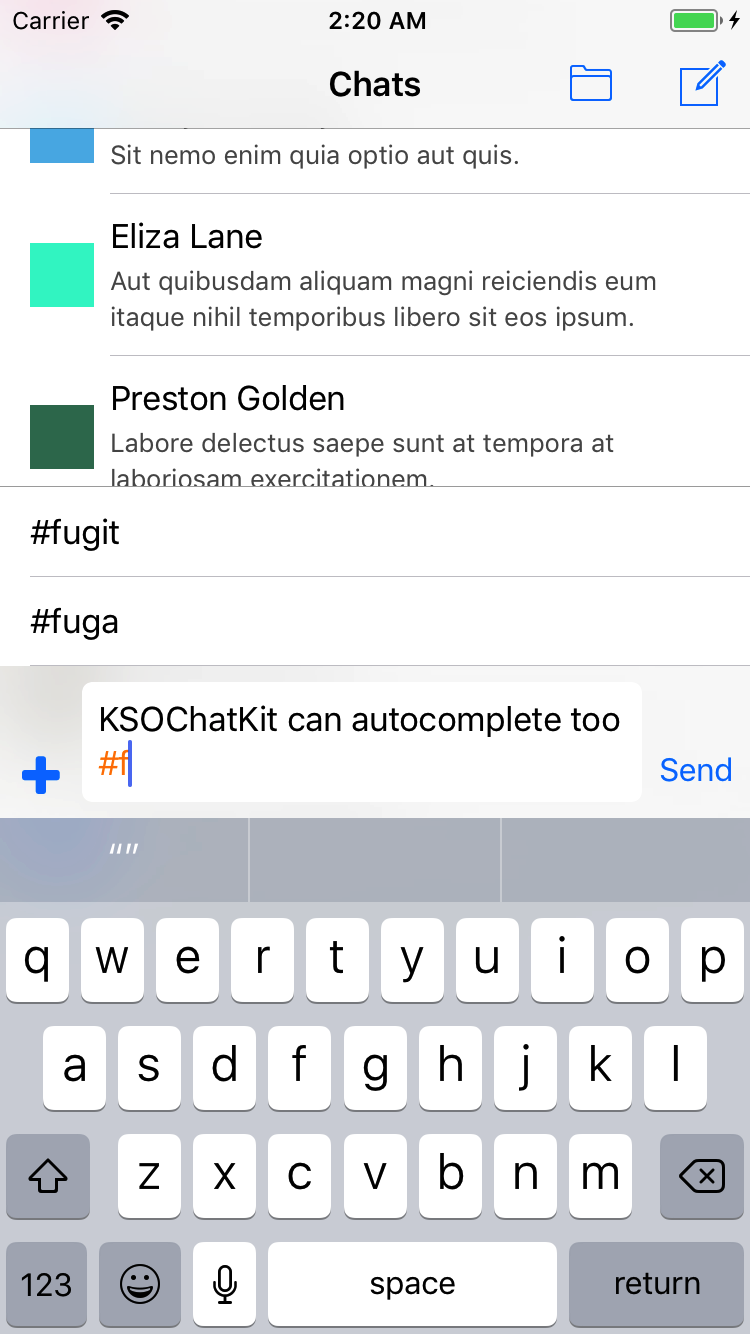 Carrier 2:20 AM
Chats
Sit nemo enim quia optio aut quis.
Eliza Lane
Aut quibusdam aliquam magni reiciendis eum
itaque nihil temporibus libero sit eos ipsum.
Preston Golden
Labore delectus saepe sunt at tempora at
laboriosam exercitationem.
#fugit
#fuga
KSOChatKit can autocomplete too
#f
Send
“”
q w e r t y u i o p
a s d f g h j k l
z x c v b n m
123 space return